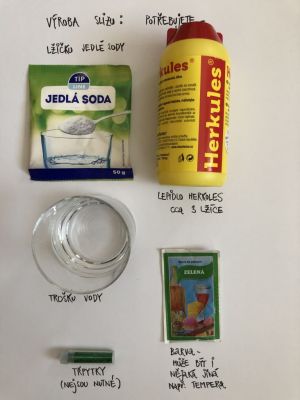 VÝROBA SLIZU: POTŘEBUJETE
LŽIČKU JEDLÉ SODY
TIP
LINE
JEDLÁ SODA
50 g
Herkules®
Herkules
LEPIDLO HERKULES
CCA 3 LŽÍCE
TROŠKU VODY
ZELENÁ
TŘPYTKY
(NEJSOU NUTNÉ)
BARVA -
MŮŽE BÝT I
NĚJAKÁ JINÁ
NAPŘ. TEMPERA